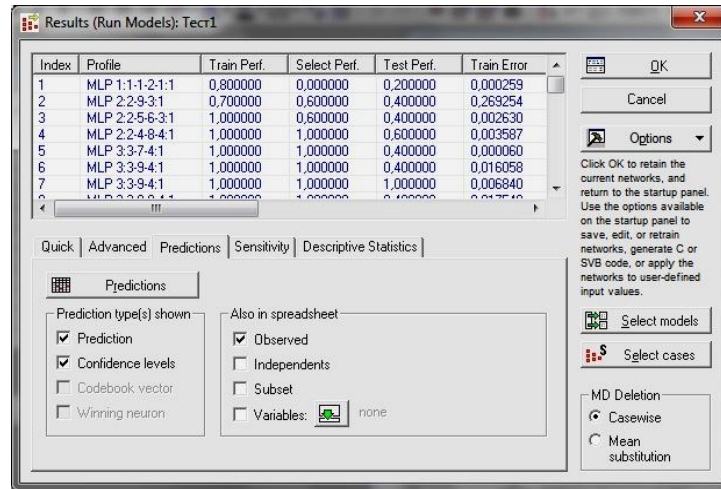 Results (Run Models): Тест1
Index Profile Train Perf. Select Perf. Test Perf. Train Error
1 MLP 1:1-1-2-1:1 0,800000 0,000000 0,200000 0,000259
2 MLP 2:2-9-3:1 0,700000 0,600000 0,400000 0,269254
3 MLP 2:2-5-6-3:1 1,000000 0,600000 0,400000 0,002630
4 MLP 2:2-4-8-4:1 1,000000 1,000000 0,600000 0,003587
5 MLP 3:3-7-4:1 1,000000 1,000000 0,400000 0,000060
6 MLP 3:3-9-4:1 1,000000 1,000000 0,400000 0,016058
7 MLP 3:3-9-4:1 1,000000 1,000000 1,000000 0,006840
OK
Cancel
Options
Click OK to retain the
current networks, and
return to the startup panel.
Use the options available
on the startup panel to
save, edit, or retrain
networks, generate C or
SVB code, or apply the
networks to user-defined
input values.
Select models
Select cases
MD Deletion
Casewise
Mean
substitution
Quick Advanced Predictions Sensitivity Descriptive Statistics
Predictions
Prediction type(s) shown
Prediction
Confidence levels
Codebook vector
Winning neuron
Also in spreadsheet
Observed
Independents
Subset
Variables: none